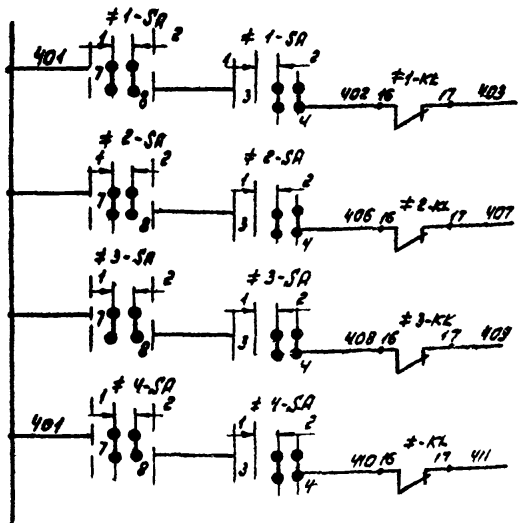 ≠1-SA ≠1-SA
401 1 2 1 2
7 8 3 4 402 16 ≠1-KL 17 403
≠2-SA ≠2-SA
1 2 1 2
7 8 3 4 406 16 ≠2-KL 17 407
≠3-SA ≠3-SA
1 2 1 2
7 8 3 4 408 16 ≠3-KL 17 409
≠4-SA ≠4-SA
401 1 2 1 2
7 8 3 4 410 16 ≠-KL 17 411